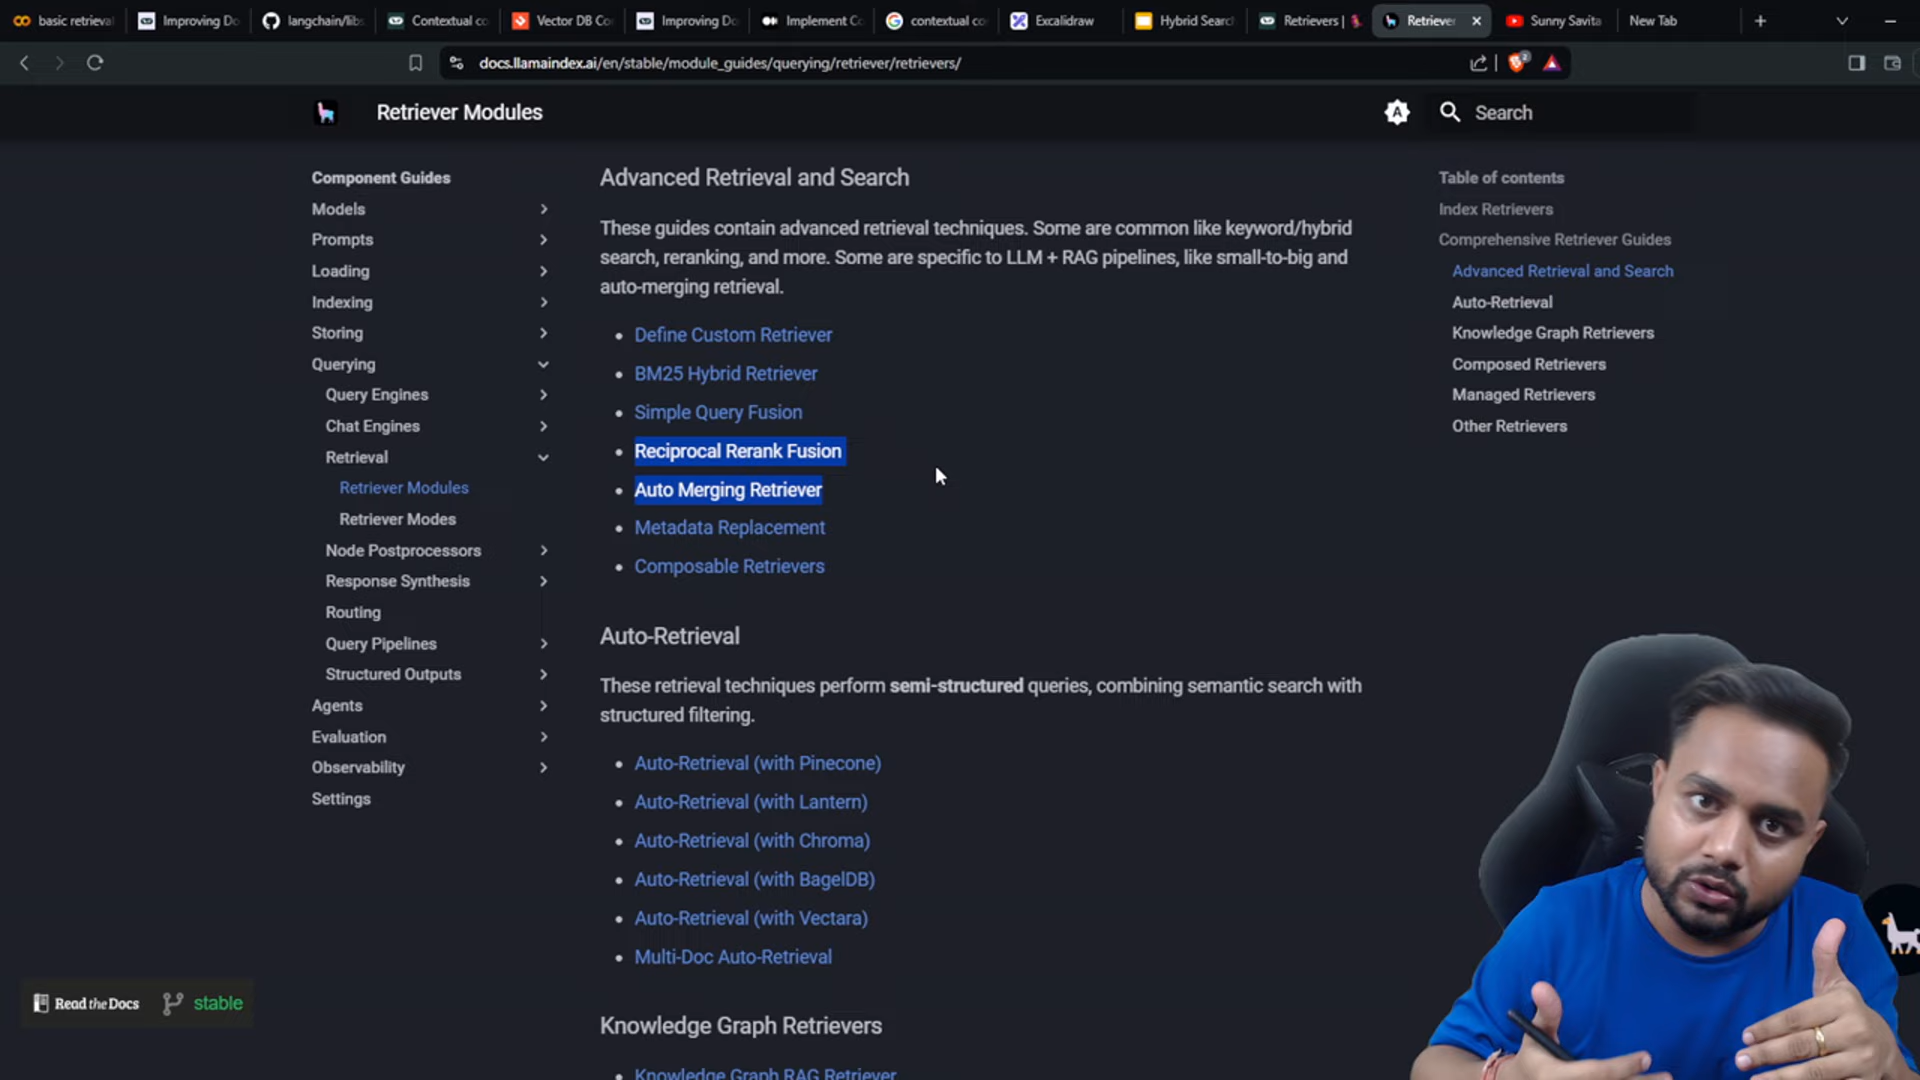 basic retrieval
Improving Do
langchain/libs
Contextual co
Vector DB Co
Improving Do
Implement Co
contextual co
Excalidraw
Hybrid Search
Retrievers |
Retriever
Sunny Savita
New Tab
docs.llamaindex.ai/en/stable/module_guides/querying/retriever/retrievers/
2
Retriever Modules
A
Search
Component Guides
Models
Prompts
Loading
Indexing
Storing
Querying
Query Engines
Chat Engines
Retrieval
Retriever Modules
Retriever Modes
Node Postprocessors
Response Synthesis
Routing
Query Pipelines
Structured Outputs
Agents
Evaluation
Observability
Settings
Read the Docs
stable
Advanced Retrieval and Search
These guides contain advanced retrieval techniques. Some are common like keyword/hybrid
search, reranking, and more. Some are specific to LLM + RAG pipelines, like small-to-big and
auto-merging retrieval.
Define Custom Retriever
BM25 Hybrid Retriever
Simple Query Fusion
Reciprocal Rerank Fusion
Auto Merging Retriever
Metadata Replacement
Composable Retrievers
Auto-Retrieval
These retrieval techniques perform semi-structured queries, combining semantic search with
structured filtering.
Auto-Retrieval (with Pinecone)
Auto-Retrieval (with Lantern)
Auto-Retrieval (with Chroma)
Auto-Retrieval (with BagelDB)
Auto-Retrieval (with Vectara)
Multi-Doc Auto-Retrieval
Knowledge Graph Retrievers
Knowledge Graph RAG Retriever
Table of contents
Index Retrievers
Comprehensive Retriever Guides
Advanced Retrieval and Search
Auto-Retrieval
Knowledge Graph Retrievers
Composed Retrievers
Managed Retrievers
Other Retrievers